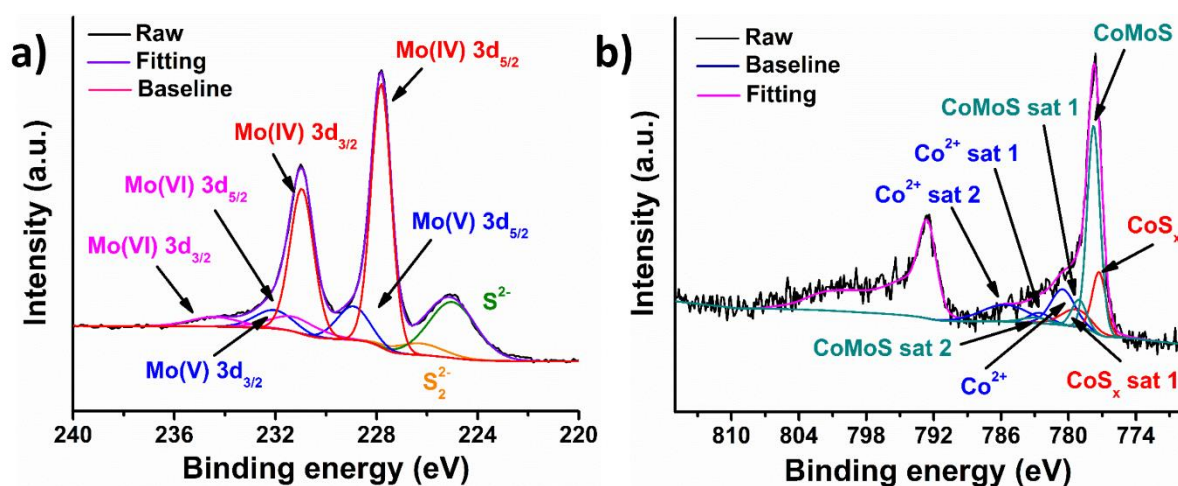 a)
Raw
Fitting
Baseline
Mo(IV) 3d5/2
Mo(IV) 3d3/2
Mo(VI) 3d5/2
Mo(VI) 3d3/2
Mo(V) 3d5/2
S2-
Mo(V) 3d3/2
S22-
240 236 232 228 224 220
Binding energy (eV)
Intensity (a.u.)
b)
Raw
Baseline
Fitting
CoMoS
CoMoS sat 1
Co2+ sat 1
Co2+ sat 2
CoSx
CoMoS sat 2
Co2+
CoSx sat 1
810 804 798 792 786 780 774
Binding energy (eV)
Intensity (a.u.)